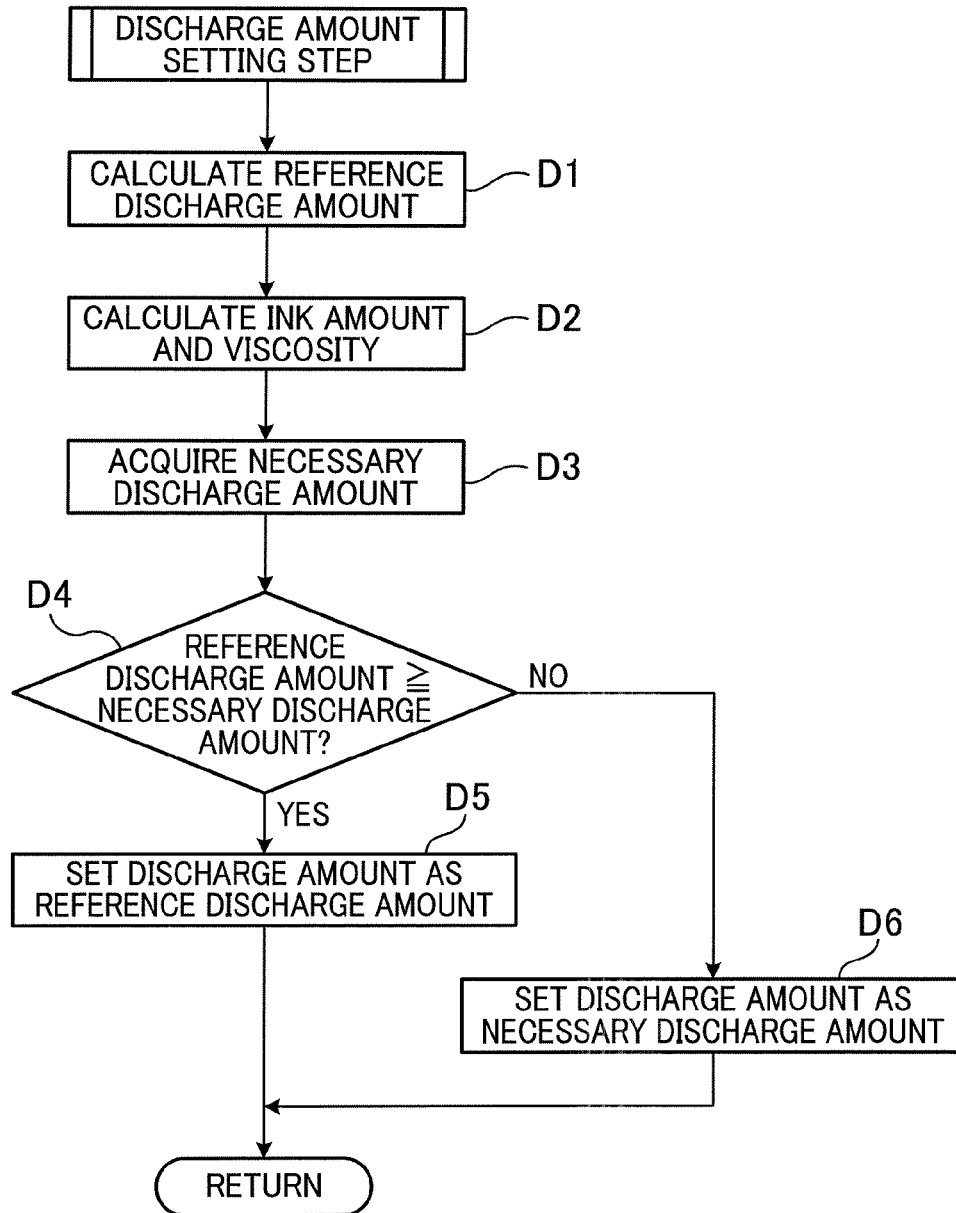 DISCHARGE AMOUNT
SETTING STEP
CALCULATE REFERENCE
DISCHARGE AMOUNT
D1
CALCULATE INK AMOUNT
AND VISCOSITY
D2
ACQUIRE NECESSARY
DISCHARGE AMOUNT
D3
D4
REFERENCE
DISCHARGE AMOUNT ≧
NECESSARY DISCHARGE
AMOUNT?
NO
YES
D5
SET DISCHARGE AMOUNT AS
REFERENCE DISCHARGE AMOUNT
D6
SET DISCHARGE AMOUNT AS
NECESSARY DISCHARGE AMOUNT
RETURN